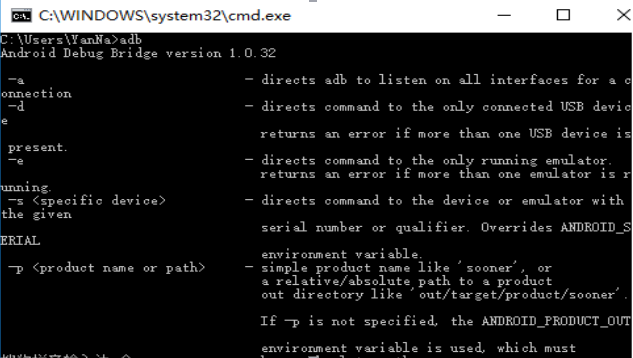 C:\WINDOWS\system32\cmd.exe
C:\Users\YanNa>adb
Android Debug Bridge version 1.0.32
-a - directs adb to listen on all interfaces for a c
onnection
-d - directs command to the only connected USB devic
e
returns an error if more than one USB device is
present.
-e - directs command to the only running emulator.
returns an error if more than one emulator is r
unning.
-s <specific device> - directs command to the device or emulator with
the given
serial number or qualifier. Overrides ANDROID_S
ERIAL
environment variable.
-p <product name or path> - simple product name like 'sooner', or
a relative/absolute path to a product
out directory like 'out/target/product/sooner'.
If -p is not specified, the ANDROID_PRODUCT_OUT
environment variable is used, which must